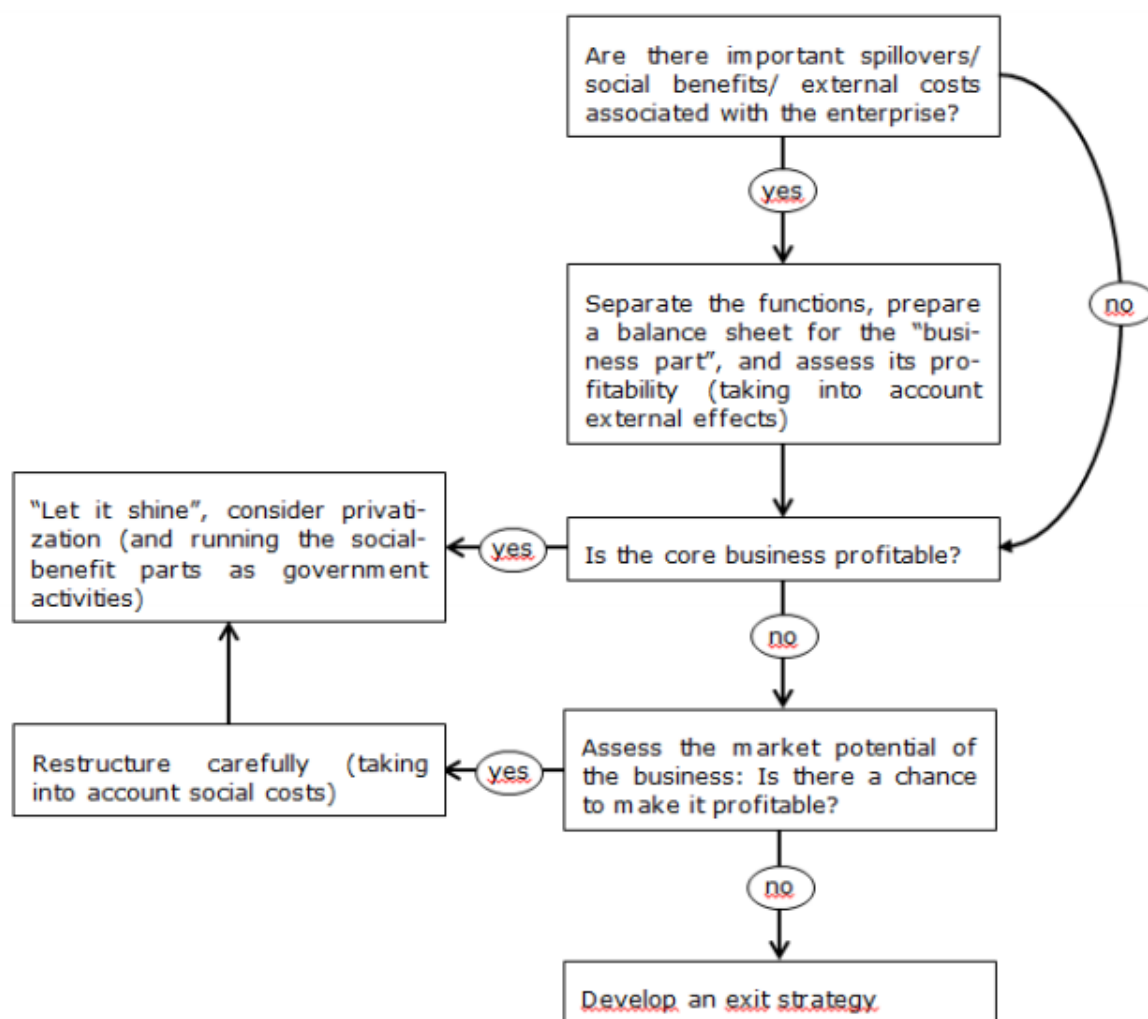 Are there important spillovers/
social benefits/ external costs
associated with the enterprise?
yes
no
Separate the functions, prepare
a balance sheet for the “busi-
ness part”, and assess its pro-
fitability (taking into account
external effects)
“Let it shine”, consider privati-
zation (and running the social-
benefit parts as government
activities)
yes
Is the core business profitable?
no
Restructure carefully (taking
into account social costs)
yes
Assess the market potential of
the business: Is there a chance
to make it profitable?
no
Develop an exit strategy